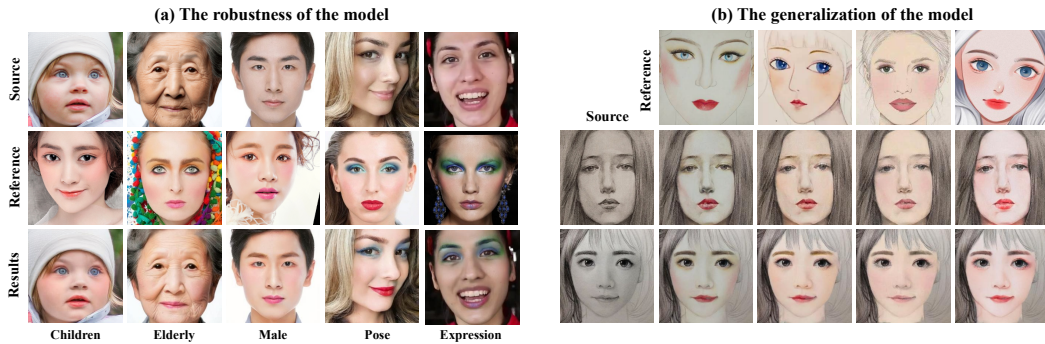 (a) The robustness of the model
Source
Reference
Results
Children Elderly Male Pose Expression
(b) The generalization of the model
Reference
Source